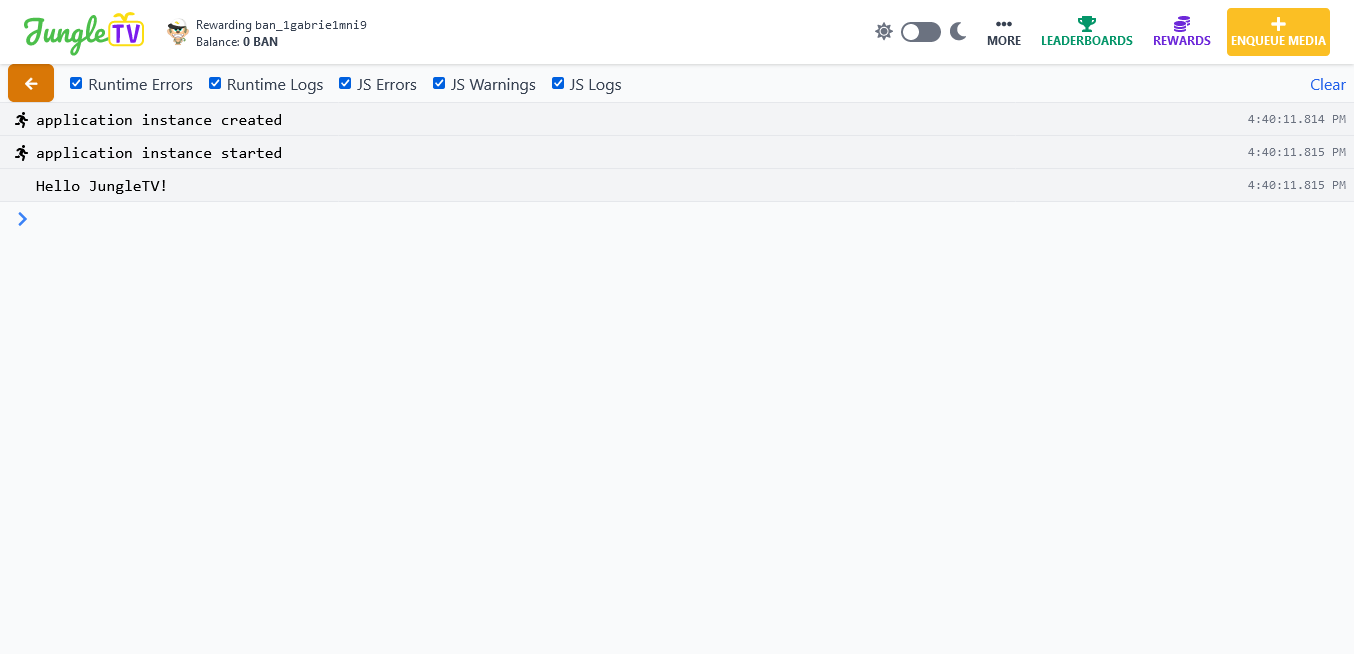 JungleTV
Rewarding ban_1gabrie1mni9
Balance: 0 BAN
MORE
LEADERBOARDS
REWARDS
ENQUEUE MEDIA
Runtime Errors
Runtime Logs
JS Errors
JS Warnings
JS Logs
Clear
application instance created 4:40:11.814 PM
application instance started 4:40:11.815 PM
Hello JungleTV! 4:40:11.815 PM